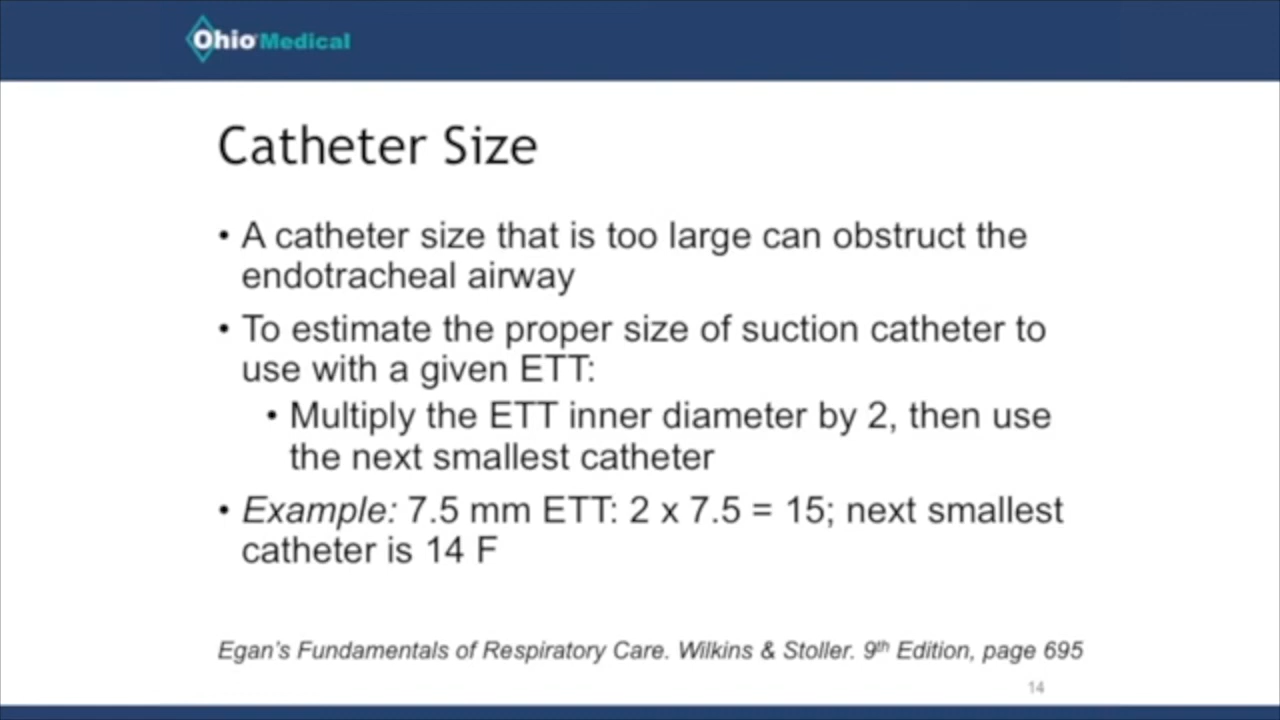 Ohio Medical
Catheter Size
• A catheter size that is too large can obstruct the
endotracheal airway
• To estimate the proper size of suction catheter to
use with a given ETT:
• Multiply the ETT inner diameter by 2, then use
the next smallest catheter
• Example: 7.5 mm ETT: 2 x 7.5 = 15; next smallest
catheter is 14 F
Egan's Fundamentals of Respiratory Care. Wilkins & Stoller. 9th Edition, page 695
14